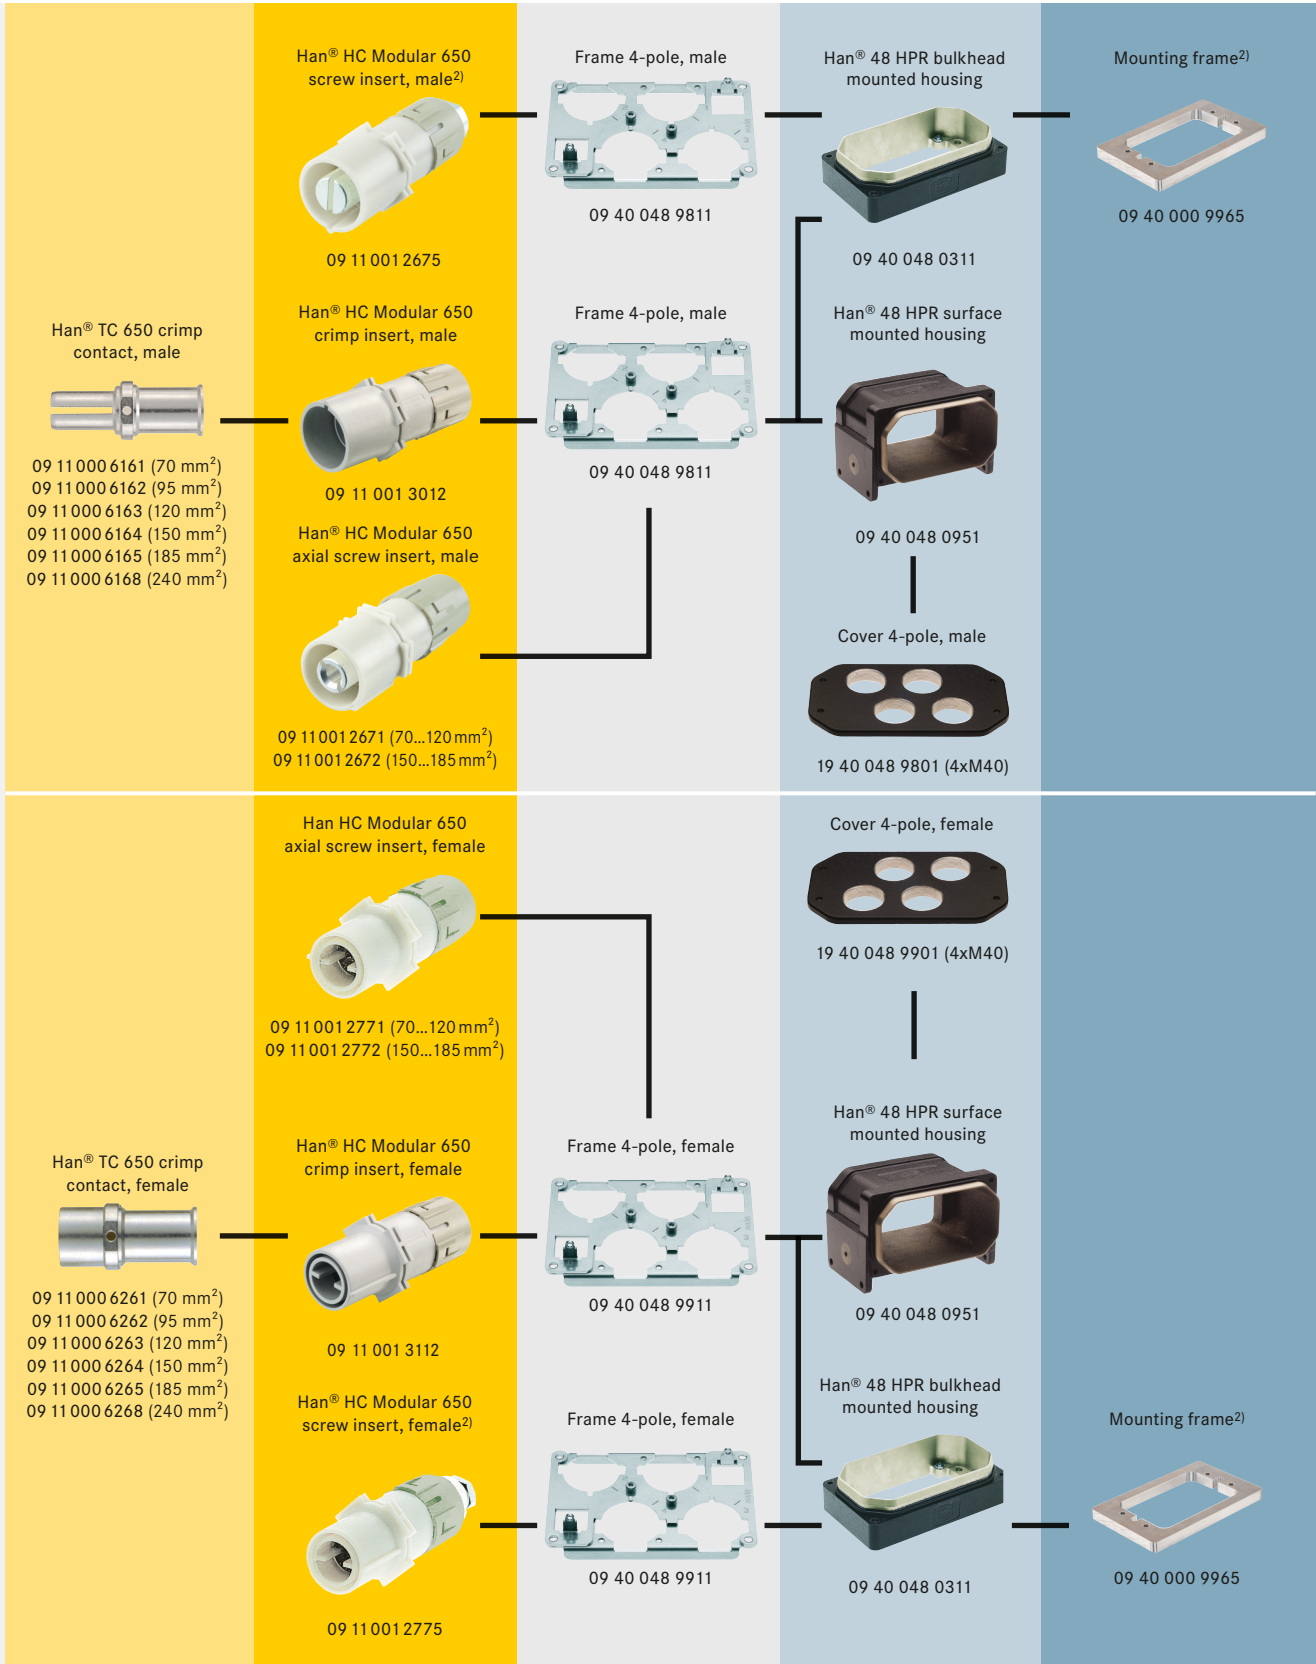 Han® HC Modular 650
screw insert, male2)
09 11 001 2675
Frame 4-pole, male
09 40 048 9811
Han® 48 HPR bulkhead
mounted housing
09 40 048 0311
Mounting frame2)
09 40 000 9965
Han® TC 650 crimp
contact, male
09 11 000 6161 (70 mm²)
09 11 000 6162 (95 mm²)
09 11 000 6163 (120 mm²)
09 11 000 6164 (150 mm²)
09 11 000 6165 (185 mm²)
09 11 000 6168 (240 mm²)
Han® HC Modular 650
crimp insert, male
09 11 001 3012
Frame 4-pole, male
09 40 048 9811
Han® 48 HPR surface
mounted housing
09 40 048 0951
Han® HC Modular 650
axial screw insert, male
09 11 001 2671 (70...120 mm²)
09 11 001 2672 (150...185 mm²)
Cover 4-pole, male
19 40 048 9801 (4xM40)
Han HC Modular 650
axial screw insert, female
09 11 001 2771 (70...120 mm²)
09 11 001 2772 (150...185 mm²)
Cover 4-pole, female
19 40 048 9901 (4xM40)
Han® TC 650 crimp
contact, female
09 11 000 6261 (70 mm²)
09 11 000 6262 (95 mm²)
09 11 000 6263 (120 mm²)
09 11 000 6264 (150 mm²)
09 11 000 6265 (185 mm²)
09 11 000 6268 (240 mm²)
Han® HC Modular 650
crimp insert, female
09 11 001 3112
Frame 4-pole, female
09 40 048 9911
Han® 48 HPR surface
mounted housing
09 40 048 0951
Han® HC Modular 650
screw insert, female2)
09 11 001 2775
Frame 4-pole, female
09 40 048 9911
Han® 48 HPR bulkhead
mounted housing
09 40 048 0311
Mounting frame2)
09 40 000 9965